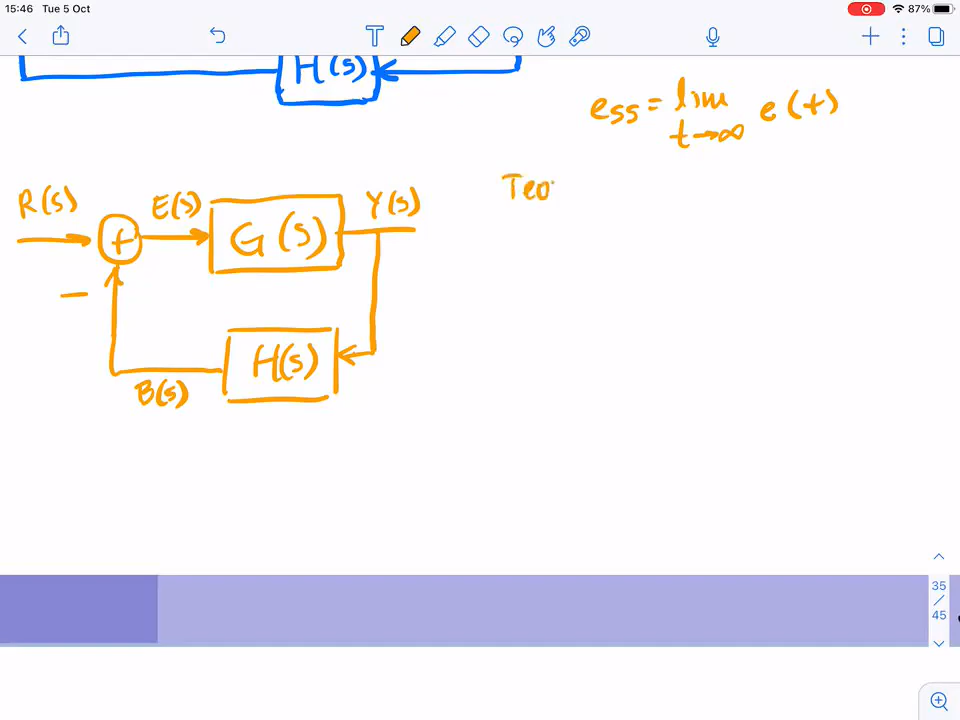 15:46 Tue 5 Oct
87%
H(s)
ess = lim e(t)
t→∞
Teo
R(s) E(s) G(s) Y(s)
+
−
H(s)
B(s)
35
/
45